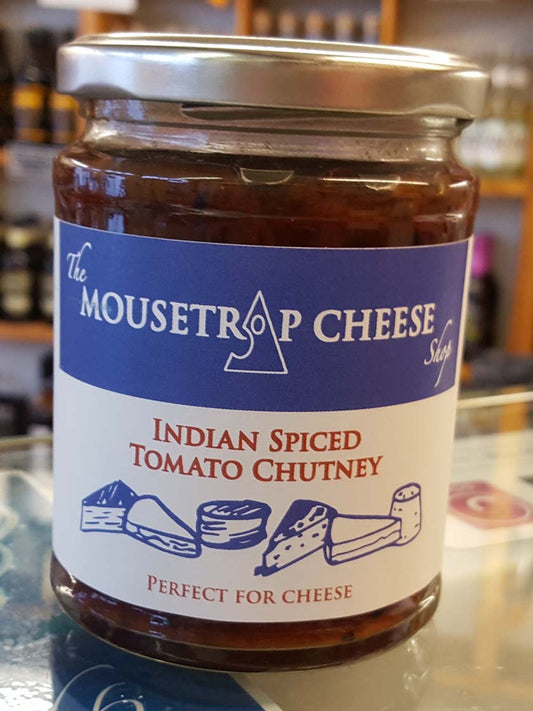 The
MOUSETRAP CHEESE
Shop
INDIAN SPICED
TOMATO CHUTNEY
PERFECT FOR CHEESE